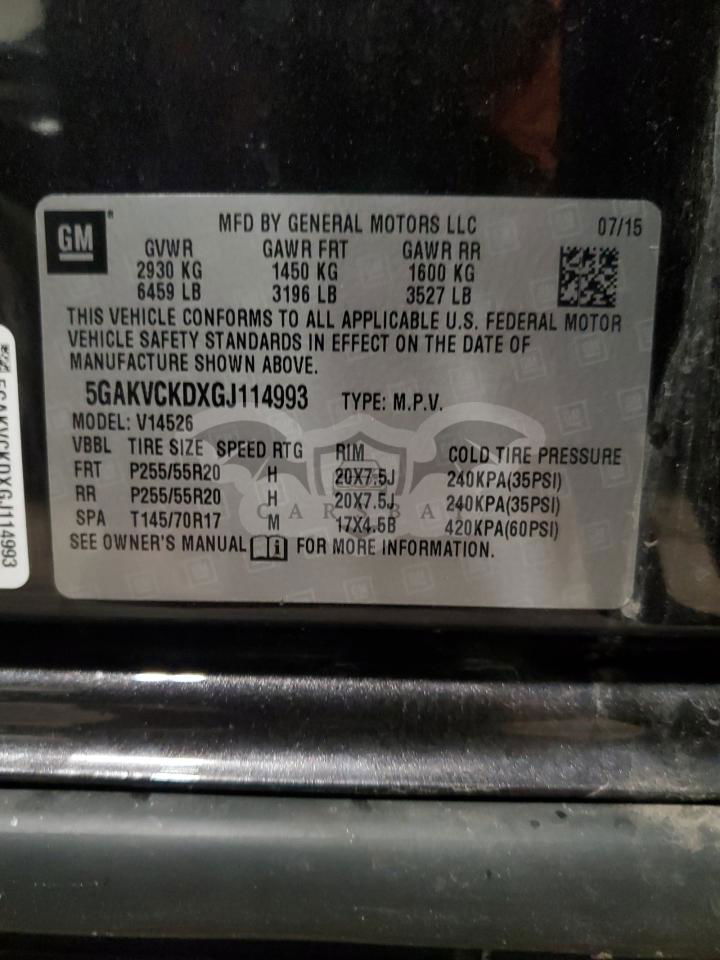 GM
MFD BY GENERAL MOTORS LLC 07/15
GVWR GAWR FRT GAWR RR
2930 KG 1450 KG 1600 KG
6459 LB 3196 LB 3527 LB
THIS VEHICLE CONFORMS TO ALL APPLICABLE U.S. FEDERAL MOTOR
VEHICLE SAFETY STANDARDS IN EFFECT ON THE DATE OF
MANUFACTURE SHOWN ABOVE.
5GAKVCKDXGJ114993 TYPE: M.P.V.
MODEL: V14526
VBBL TIRE SIZE SPEED RTG RIM COLD TIRE PRESSURE
FRT P255/55R20 H 20X7.5J 240KPA(35PSI)
RR P255/55R20 H 20X7.5J 240KPA(35PSI)
SPA T145/70R17 M 17X4.5B 420KPA(60PSI)
SEE OWNER'S MANUAL FOR MORE INFORMATION.
5GAKVCKDXGJ114993